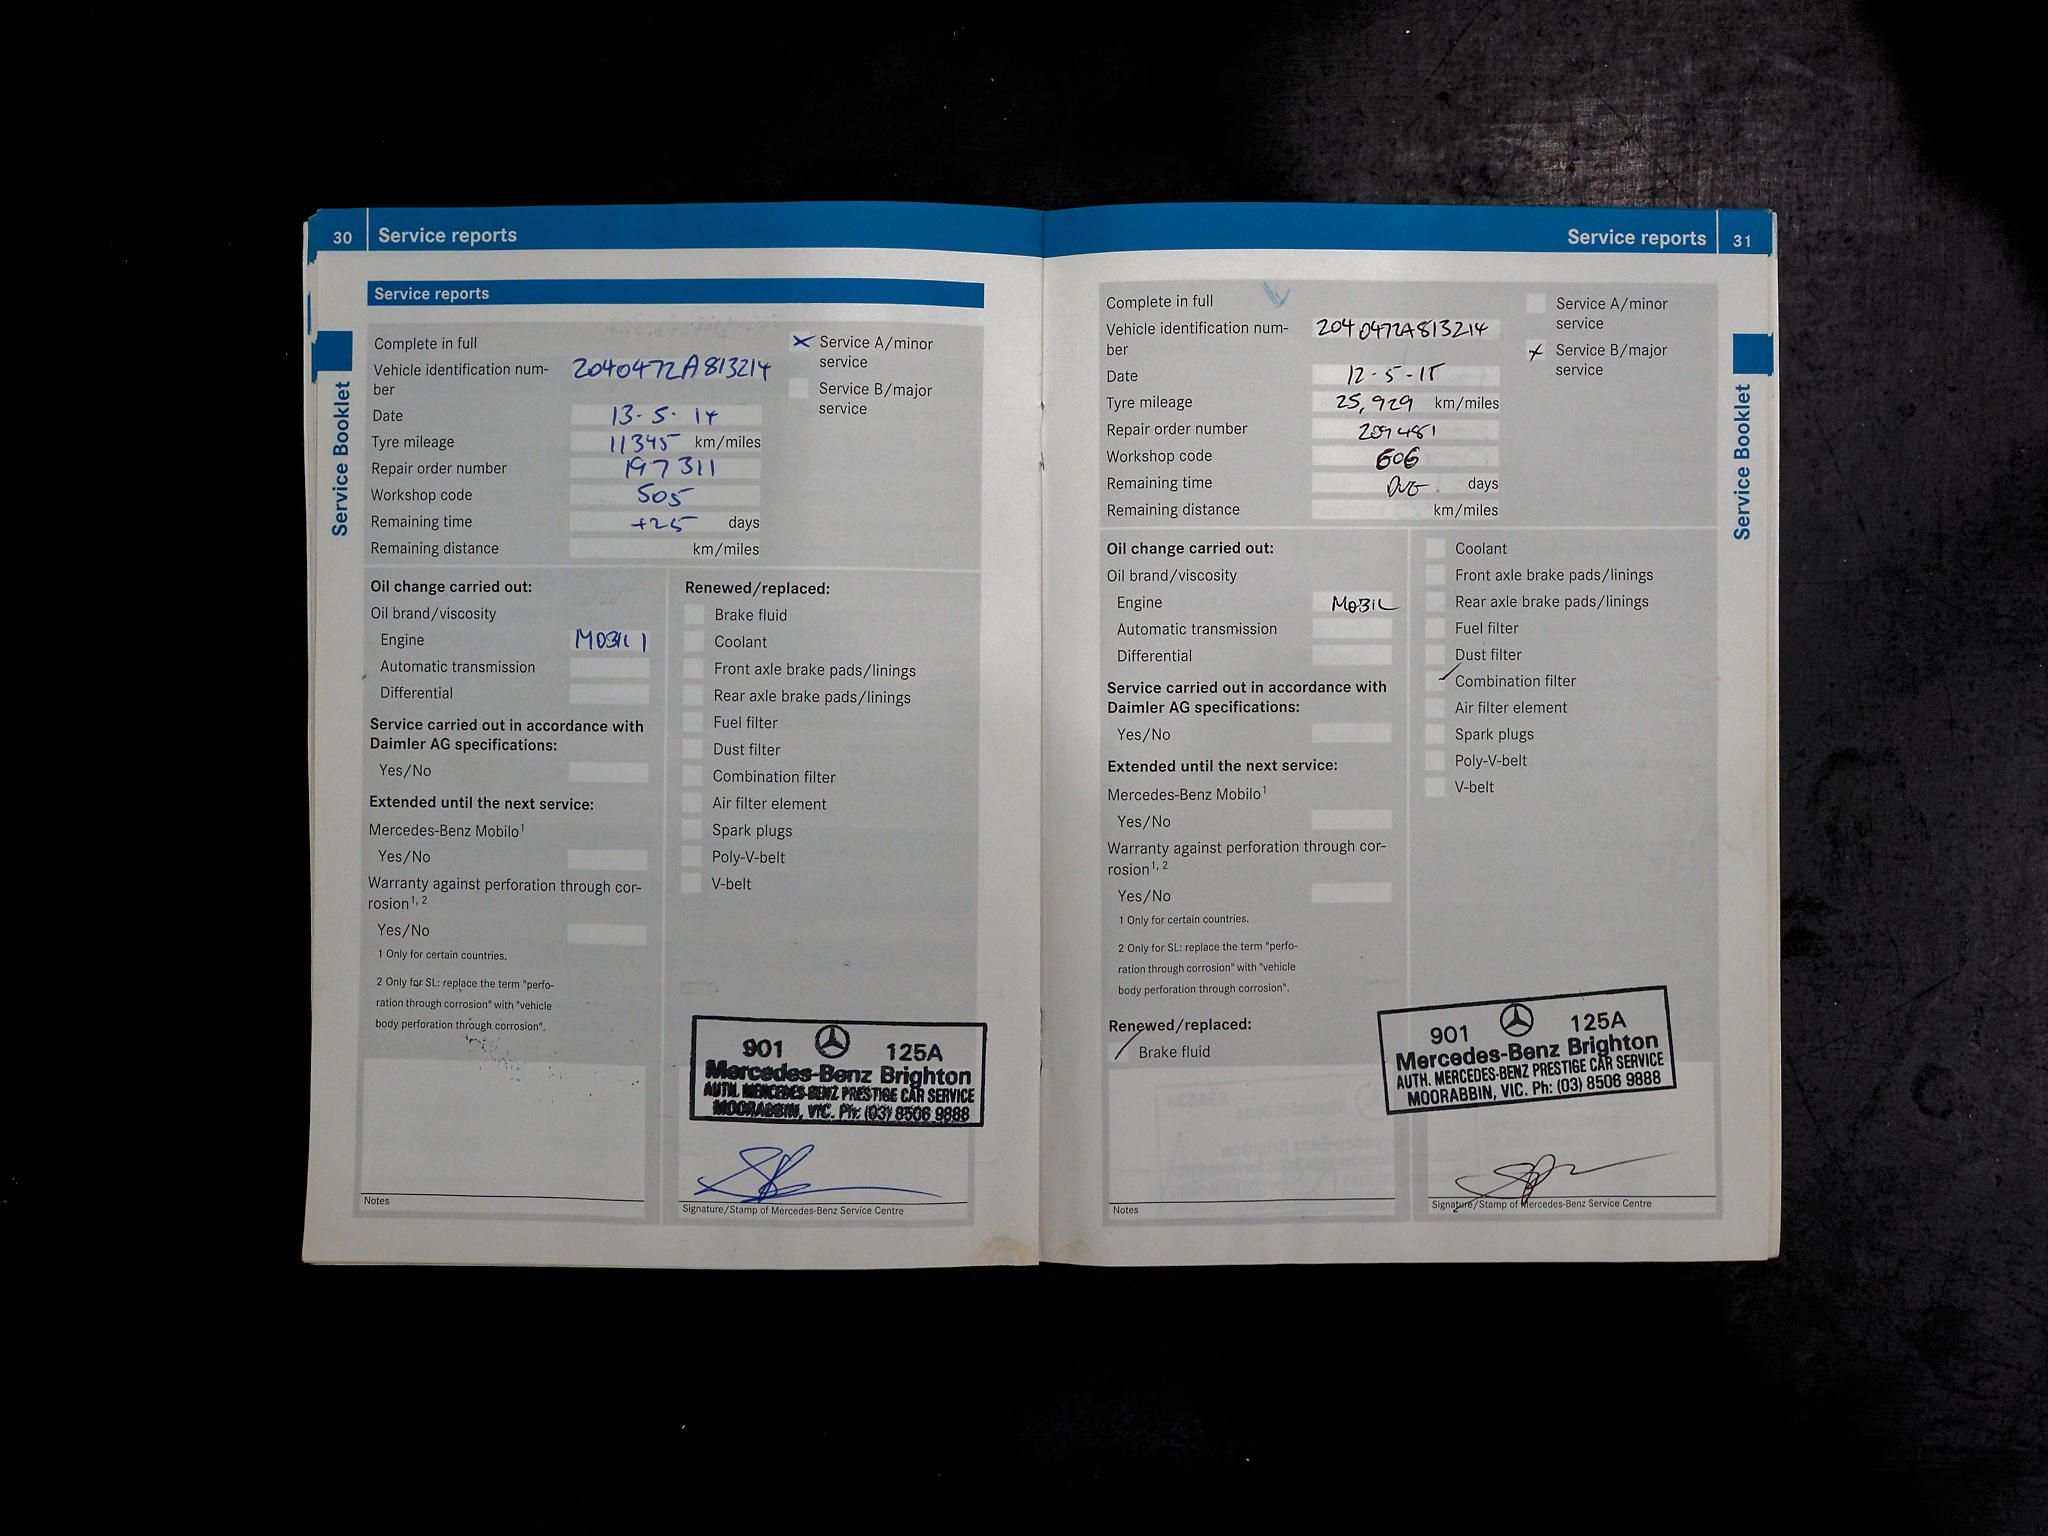 30 Service reports
Service reports
Service Booklet
Complete in full
Vehicle identification num-
ber
2040472A813214
Date 13-5-14
Tyre mileage 11345 km/miles
Repair order number 197311
Workshop code 505
Remaining time +25 days
Remaining distance km/miles
Service A/minor
service
Service B/major
service
Oil change carried out:
Oil brand/viscosity
Engine MOBIL 1
Automatic transmission
Differential
Service carried out in accordance with
Daimler AG specifications:
Yes/No
Extended until the next service:
Mercedes-Benz Mobilo1
Yes/No
Warranty against perforation through cor-
rosion1, 2
Yes/No
1 Only for certain countries.
2 Only for SL: replace the term "perfo-
ration through corrosion" with "vehicle
body perforation through corrosion".
Notes
Renewed/replaced:
Brake fluid
Coolant
Front axle brake pads/linings
Rear axle brake pads/linings
Fuel filter
Dust filter
Combination filter
Air filter element
Spark plugs
Poly-V-belt
V-belt
901 125A
Mercedes-Benz Brighton
AUTH. MERCEDES-BENZ PRESTIGE CAR SERVICE
MOORABBIN, VIC. Ph: (03) 8506 9888
Signature/Stamp of Mercedes-Benz Service Centre
Service reports 31
Service Booklet
Complete in full
Vehicle identification num-
ber
2040472A813214
Date 12-5-15
Tyre mileage 25,929 km/miles
Repair order number 209481
Workshop code
Remaining time DUE days
Remaining distance km/miles
Service A/minor
service
Service B/major
service
Oil change carried out:
Oil brand/viscosity
Engine MOBIL
Automatic transmission
Differential
Service carried out in accordance with
Daimler AG specifications:
Yes/No
Extended until the next service:
Mercedes-Benz Mobilo1
Yes/No
Warranty against perforation through cor-
rosion1, 2
Yes/No
1 Only for certain countries.
2 Only for SL: replace the term "perfo-
ration through corrosion" with "vehicle
body perforation through corrosion".
Renewed/replaced:
Brake fluid
Notes
Coolant
Front axle brake pads/linings
Rear axle brake pads/linings
Fuel filter
Dust filter
Combination filter
Air filter element
Spark plugs
Poly-V-belt
V-belt
901 125A
Mercedes-Benz Brighton
AUTH. MERCEDES-BENZ PRESTIGE CAR SERVICE
MOORABBIN, VIC. Ph: (03) 8506 9888
Signature/Stamp of Mercedes-Benz Service Centre